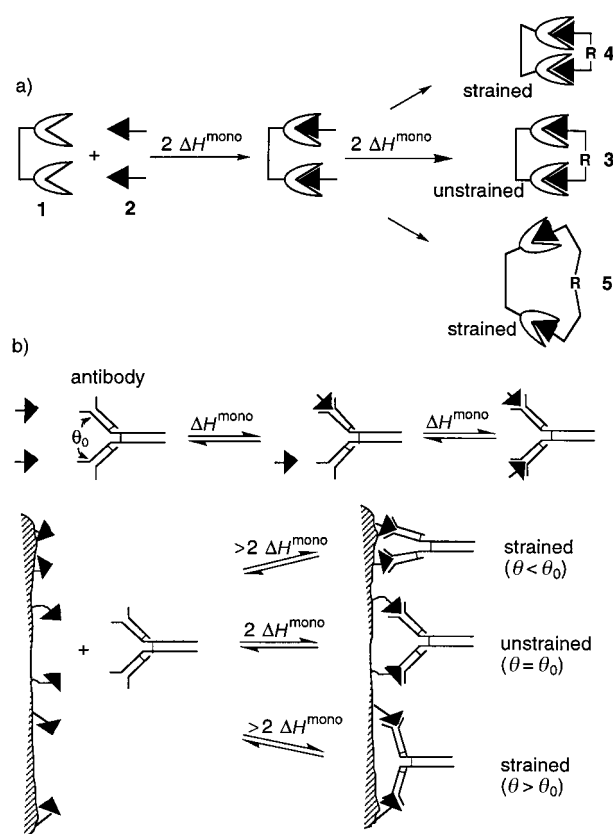 a)
R 4
strained
2 ΔH^mono
2 ΔH^mono
+
R 3
1
2
unstrained
R 5
strained
b)
antibody
θ₀
ΔH^mono
ΔH^mono
>2 ΔH^mono
strained
(θ < θ₀)
+
2 ΔH^mono
unstrained
(θ = θ₀)
>2 ΔH^mono
strained
(θ > θ₀)